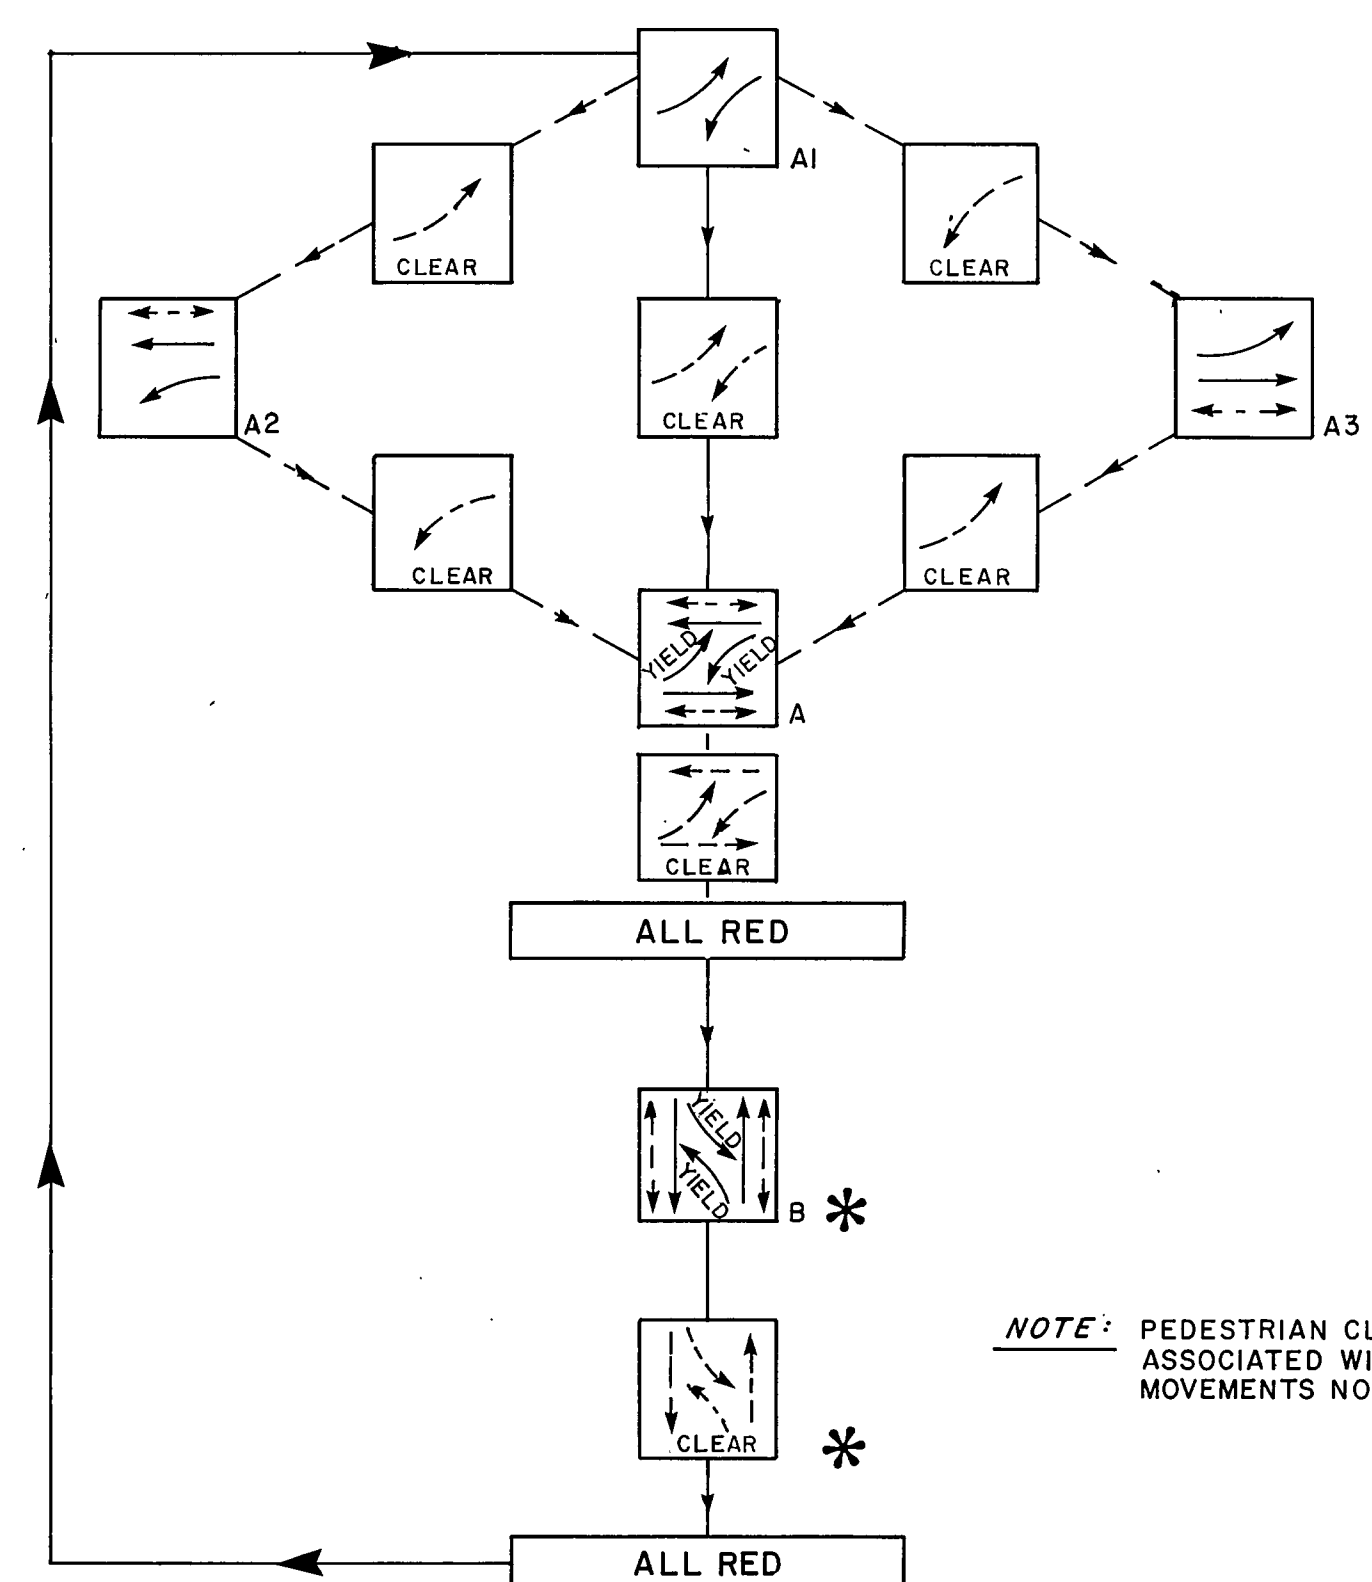 A1
CLEAR
CLEAR
A2
CLEAR
A3
CLEAR
CLEAR
YIELD
YIELD
A
CLEAR
ALL RED
YIELD
YIELD
B *
NOTE: PEDESTRIAN CL
ASSOCIATED WI
MOVEMENTS NO
CLEAR
*
ALL RED